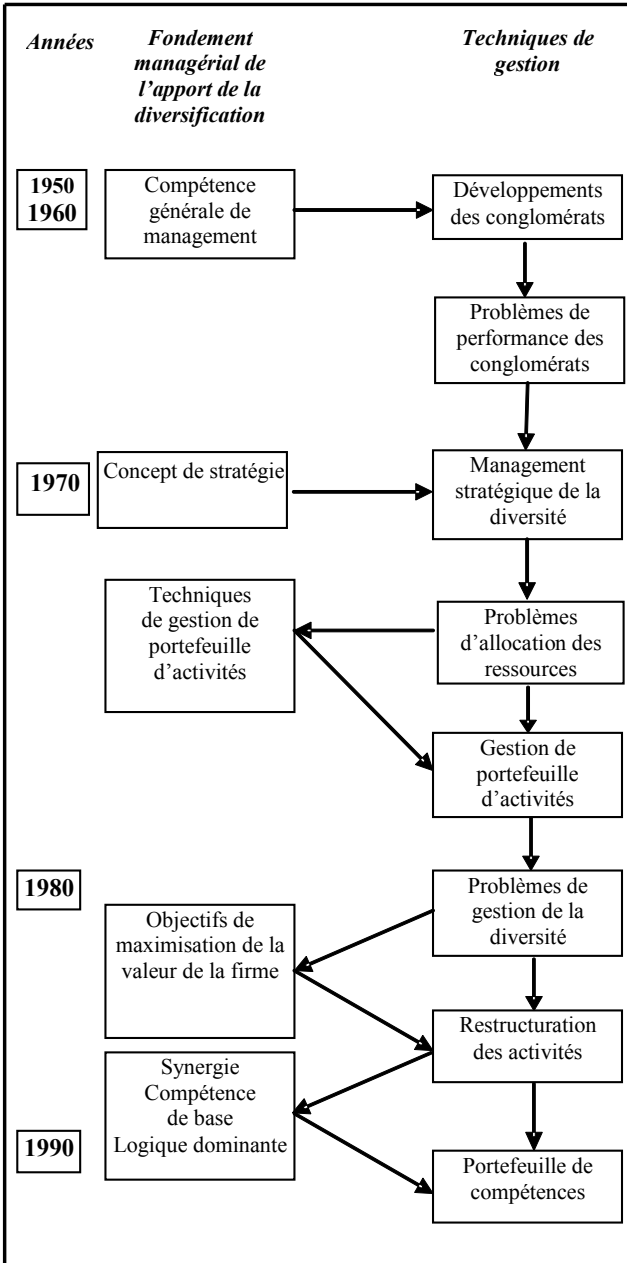 Années
Fondement
managérial de
l'apport de la
diversification
Techniques de
gestion
1950
1960
Compétence
générale de
management
Développements
des conglomérats
Problèmes de
performance des
conglomérats
1970
Concept de stratégie
Management
stratégique de la
diversité
Techniques
de gestion de
portefeuille
d'activités
Problèmes
d'allocation des
ressources
Gestion de
portefeuille
d'activités
1980
Problèmes de
gestion de la
diversité
Objectifs de
maximisation de la
valeur de la firme
Restructuration
des activités
Synergie
Compétence
de base
Logique dominante
1990
Portefeuille de
compétences